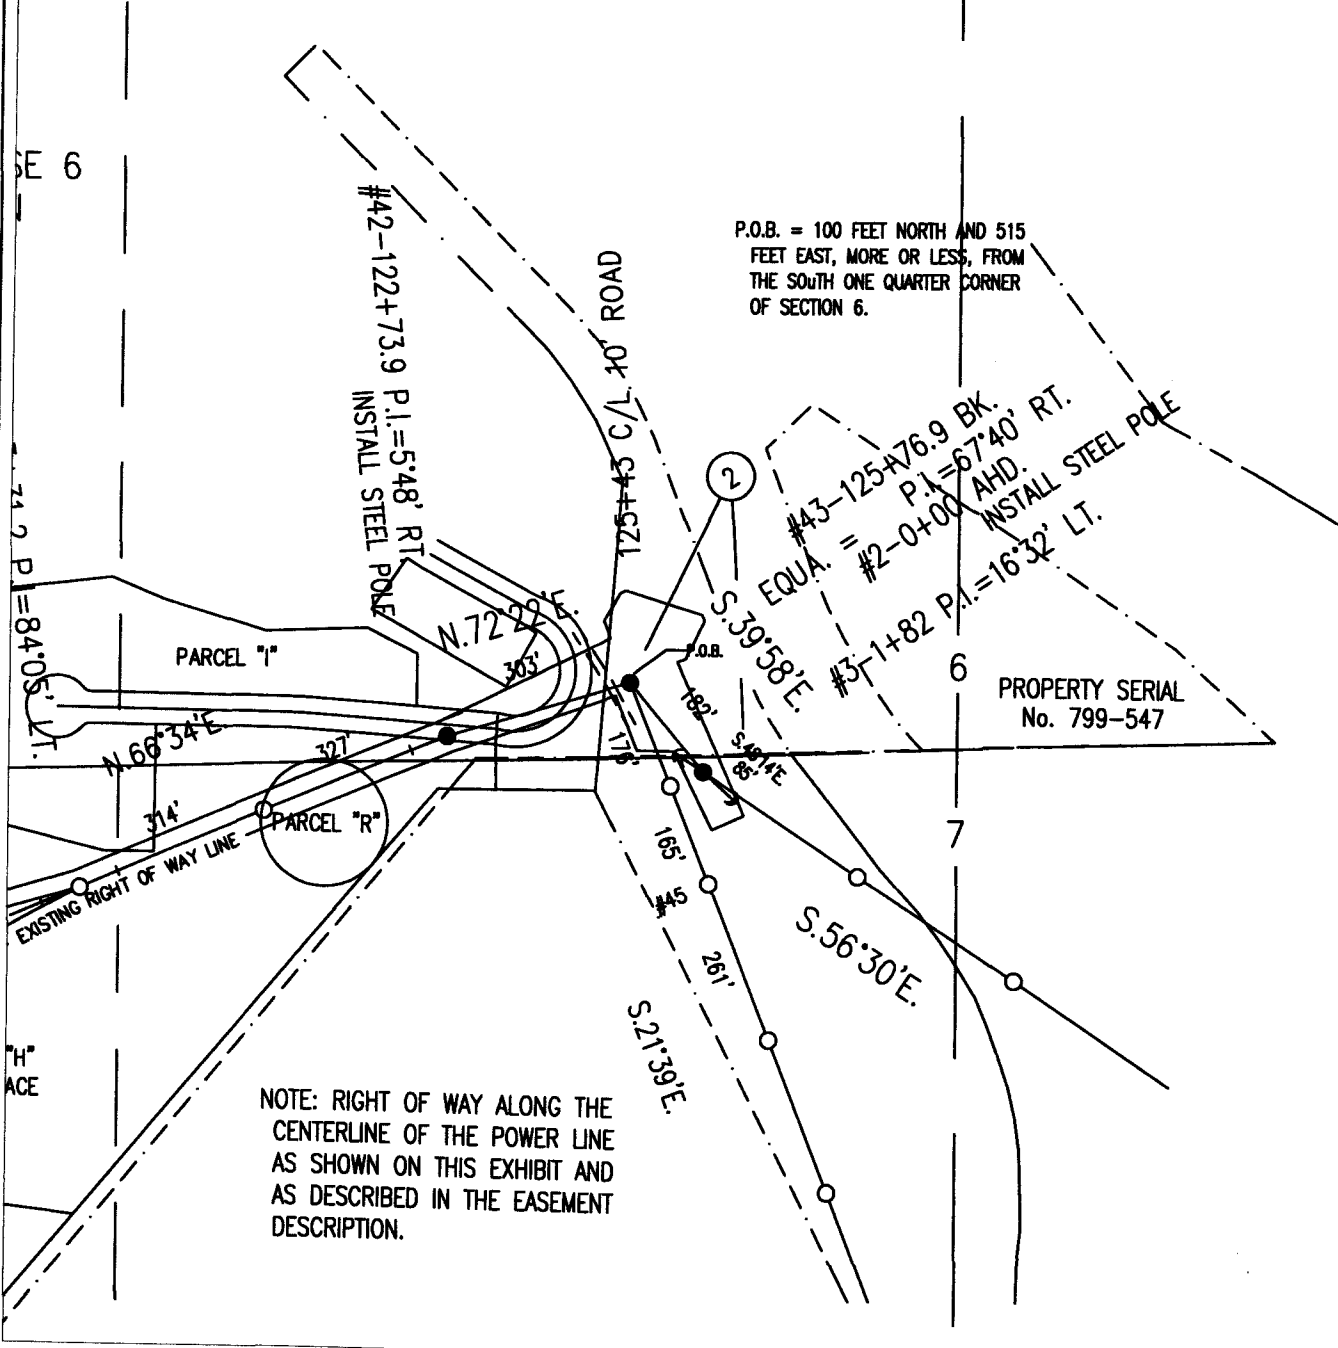 SE 6
#42-122+73.9 P.I.=5°48' RT.
INSTALL STEEL POLE
125+43 C/L 10' ROAD
P.O.B. = 100 FEET NORTH AND 515
FEET EAST, MORE OR LESS, FROM
THE SOuTH ONE QUARTER CORNER
OF SECTION 6.
#43-125+76.9 BK.
P.I.=67°40' RT.
EQUA. =
#2-0+00 AHD.
INSTALL STEEL POLE
#3-1+82 P.I.=16°32' LT.
2
P.I.=84°05' LT.
PARCEL "I"
N.72°22'E.
303'
P.O.B.
S.39°58'E.
182'
6
PROPERTY SERIAL
No. 799-547
N.66°34'E.
327'
176'
S.48°14'E.
85'
314'
PARCEL "R"
7
165'
EXISTING RIGHT OF WAY LINE
#45
S.56°30'E.
261'
S.21°39'E.
"H"
ACE
NOTE: RIGHT OF WAY ALONG THE
CENTERLINE OF THE POWER LINE
AS SHOWN ON THIS EXHIBIT AND
AS DESCRIBED IN THE EASEMENT
DESCRIPTION.